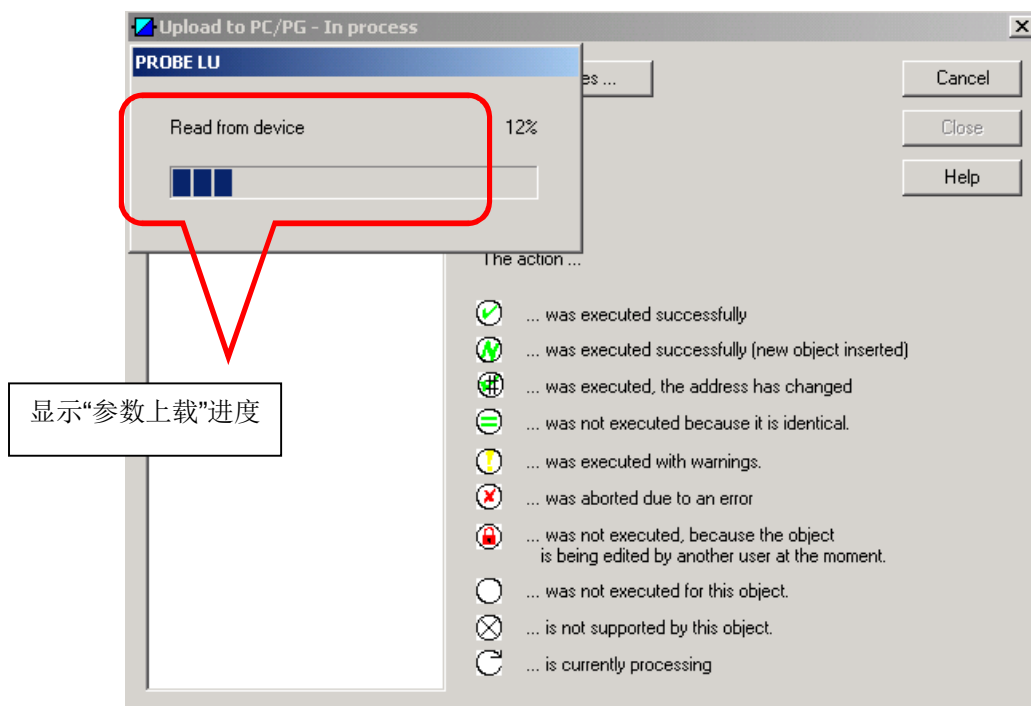 Upload to PC/PG - In process
PROBE LU
Read from device 12%
es ...
Cancel
Close
Help
The action ...
... was executed successfully
... was executed successfully (new object inserted)
... was executed, the address has changed
... was not executed because it is identical.
... was executed with warnings.
... was aborted due to an error
... was not executed, because the object
is being edited by another user at the moment.
... was not executed for this object.
... is not supported by this object.
... is currently processing
显示“参数上载”进度